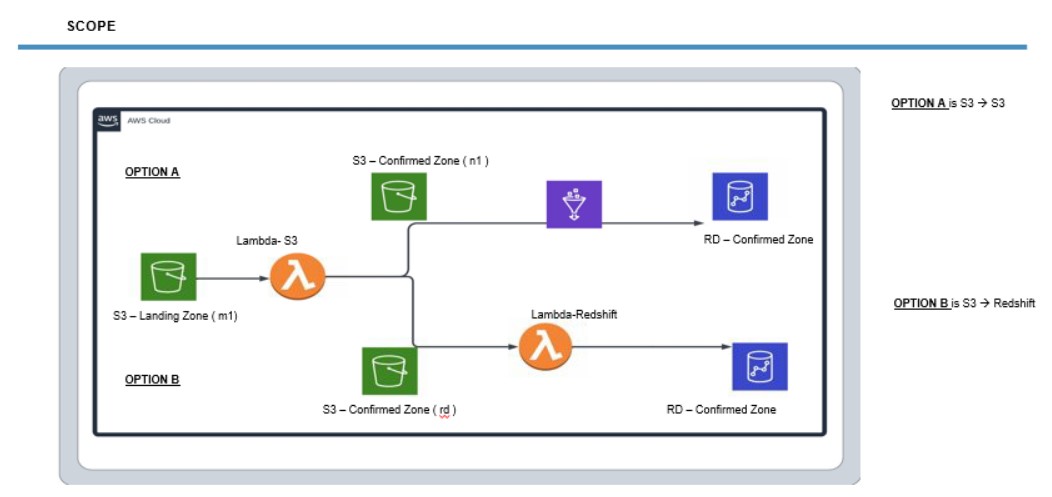 SCOPE
OPTION A is S3 → S3
aws
AWS Cloud
OPTION A
S3 – Confirmed Zone ( n1 )
Lambda- S3
RD – Confirmed Zone
S3 – Landing Zone ( m1)
OPTION B is S3 → Redshift
Lambda-Redshift
OPTION B
S3 – Confirmed Zone ( rd )
RD – Confirmed Zone